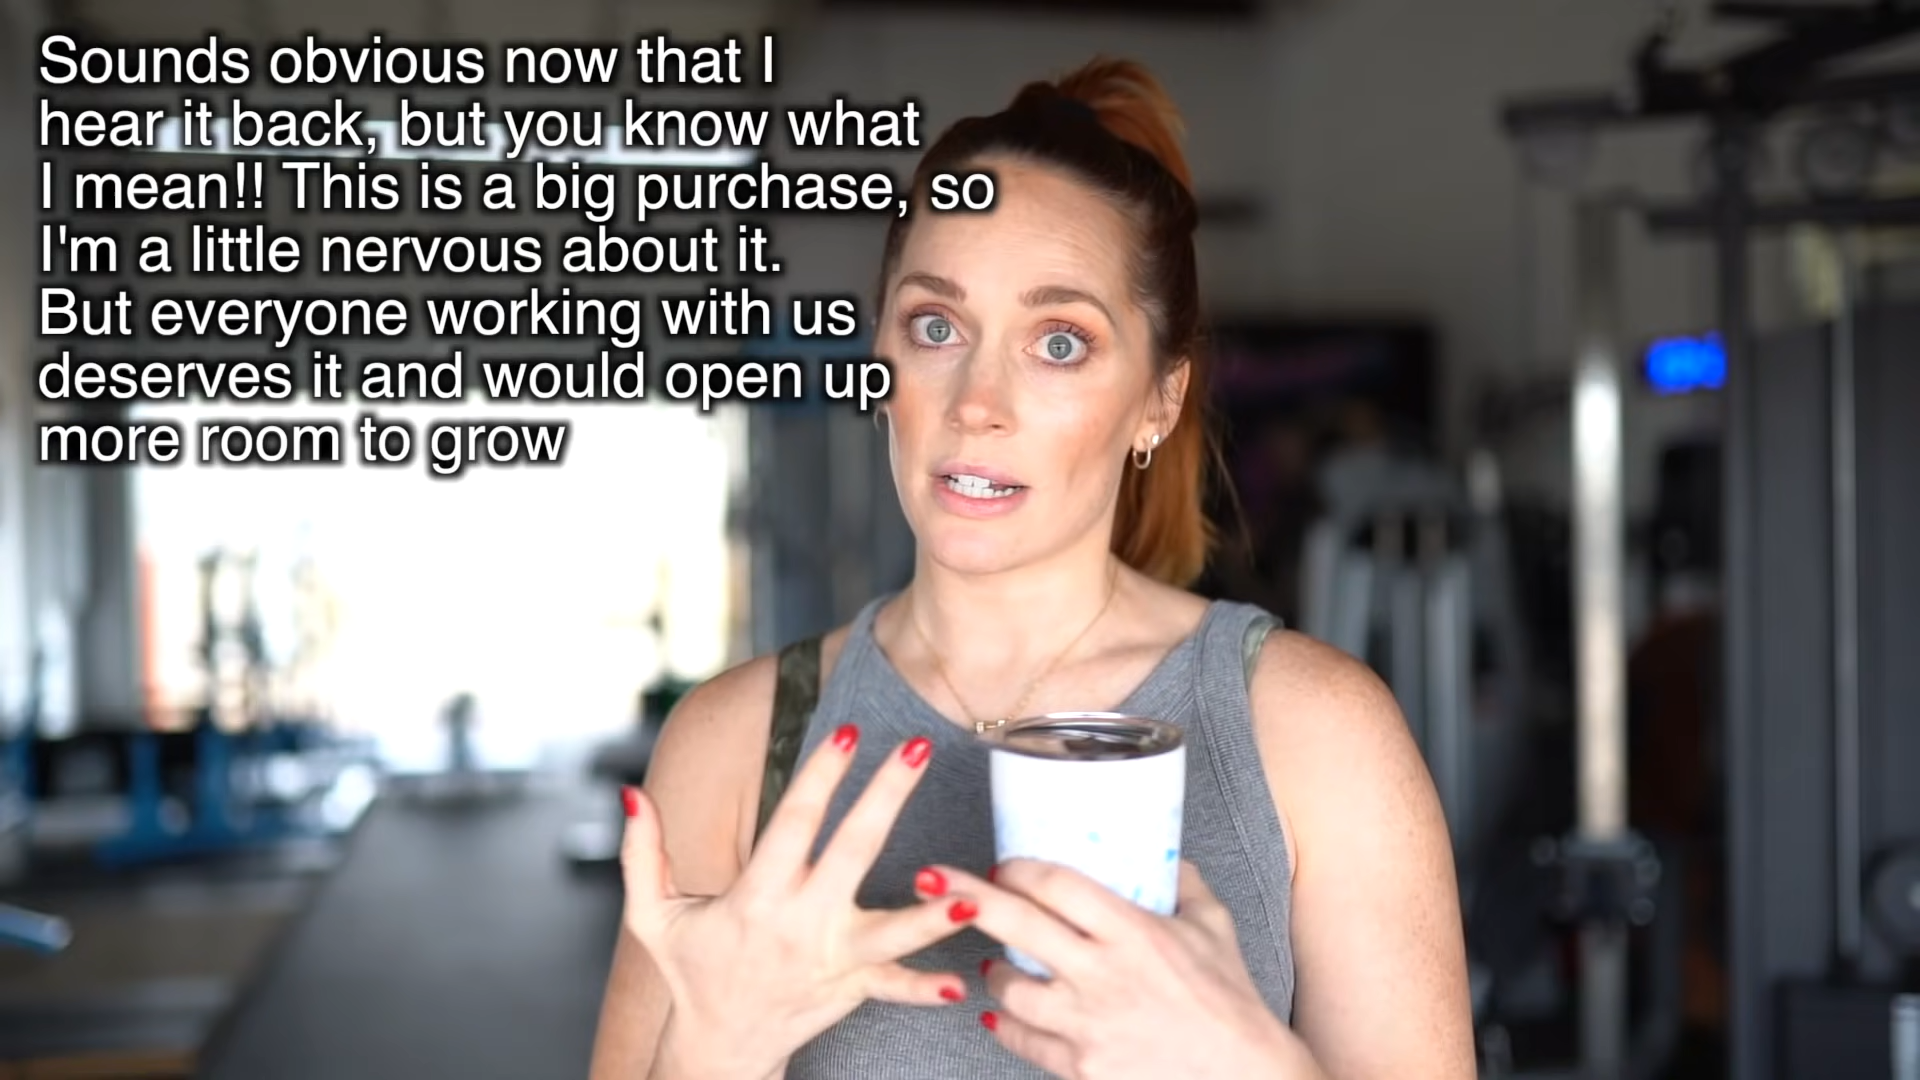 Sounds obvious now that I
hear it back, but you know what
I mean!! This is a big purchase, so
I'm a little nervous about it.
But everyone working with us
deserves it and would open up
more room to grow